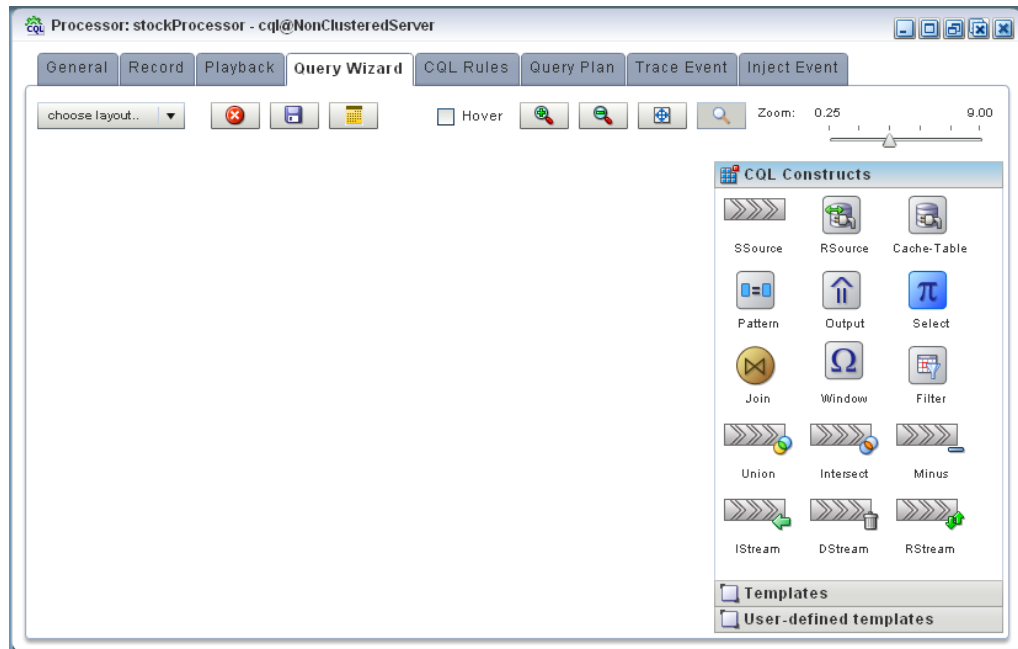 Processor: stockProcessor - cql@NonClusteredServer
General Record Playback Query Wizard CQL Rules Query Plan Trace Event Inject Event
choose layout.. Hover Zoom: 0.25 9.00
CQL Constructs
SSource RSource Cache-Table
Pattern Output Select
Join Window Filter
Union Intersect Minus
IStream DStream RStream
Templates
User-defined templates